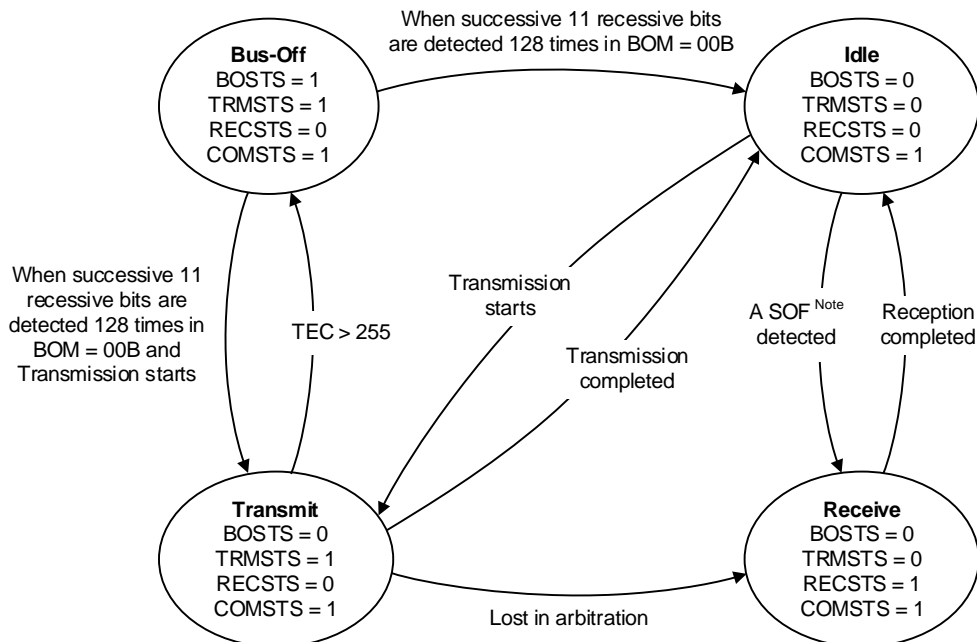 When successive 11 recessive bits
are detected 128 times in BOM = 00B
Bus-Off
BOSTS = 1
TRMSTS = 1
RECSTS = 0
COMSTS = 1
Idle
BOSTS = 0
TRMSTS = 0
RECSTS = 0
COMSTS = 1
When successive 11
recessive bits are
detected 128 times in
BOM = 00B and
Transmission starts
TEC > 255
Transmission
starts
Transmission
completed
A SOF Note
detected
Reception
completed
Transmit
BOSTS = 0
TRMSTS = 1
RECSTS = 0
COMSTS = 1
Lost in arbitration
Receive
BOSTS = 0
TRMSTS = 0
RECSTS = 1
COMSTS = 1